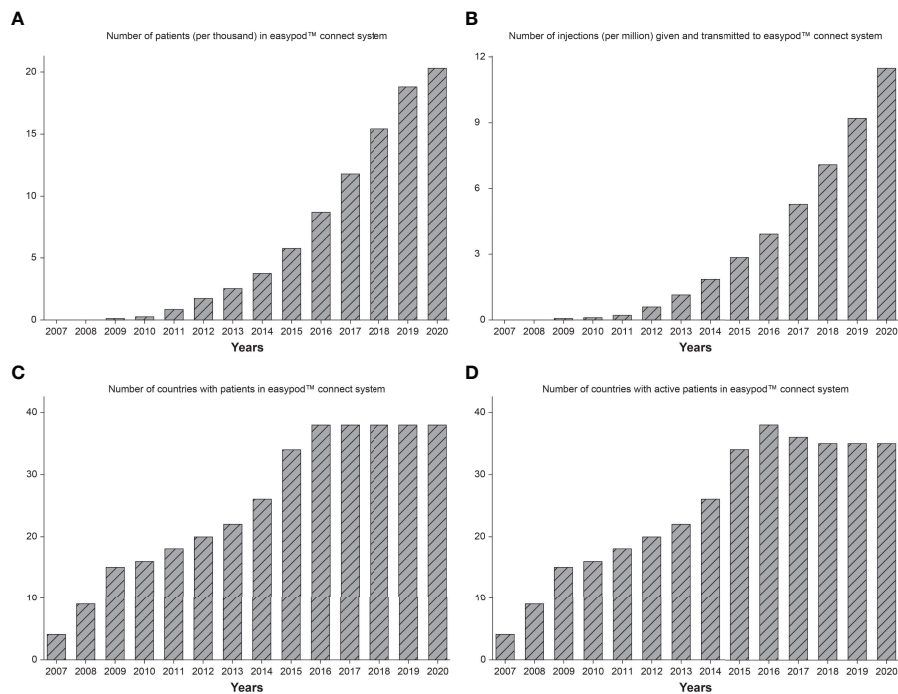 A
Number of patients (per thousand) in easypod™ connect system
20
15
10
5
0
2007 2008 2009 2010 2011 2012 2013 2014 2015 2016 2017 2018 2019 2020
Years
B
Number of injections (per million) given and transmitted to easypod™ connect system
12
9
6
3
0
2007 2008 2009 2010 2011 2012 2013 2014 2015 2016 2017 2018 2019 2020
Years
C
Number of countries with patients in easypod™ connect system
40
30
20
10
0
2007 2008 2009 2010 2011 2012 2013 2014 2015 2016 2017 2018 2019 2020
Years
D
Number of countries with active patients in easypod™ connect system
40
30
20
10
0
2007 2008 2009 2010 2011 2012 2013 2014 2015 2016 2017 2018 2019 2020
Years